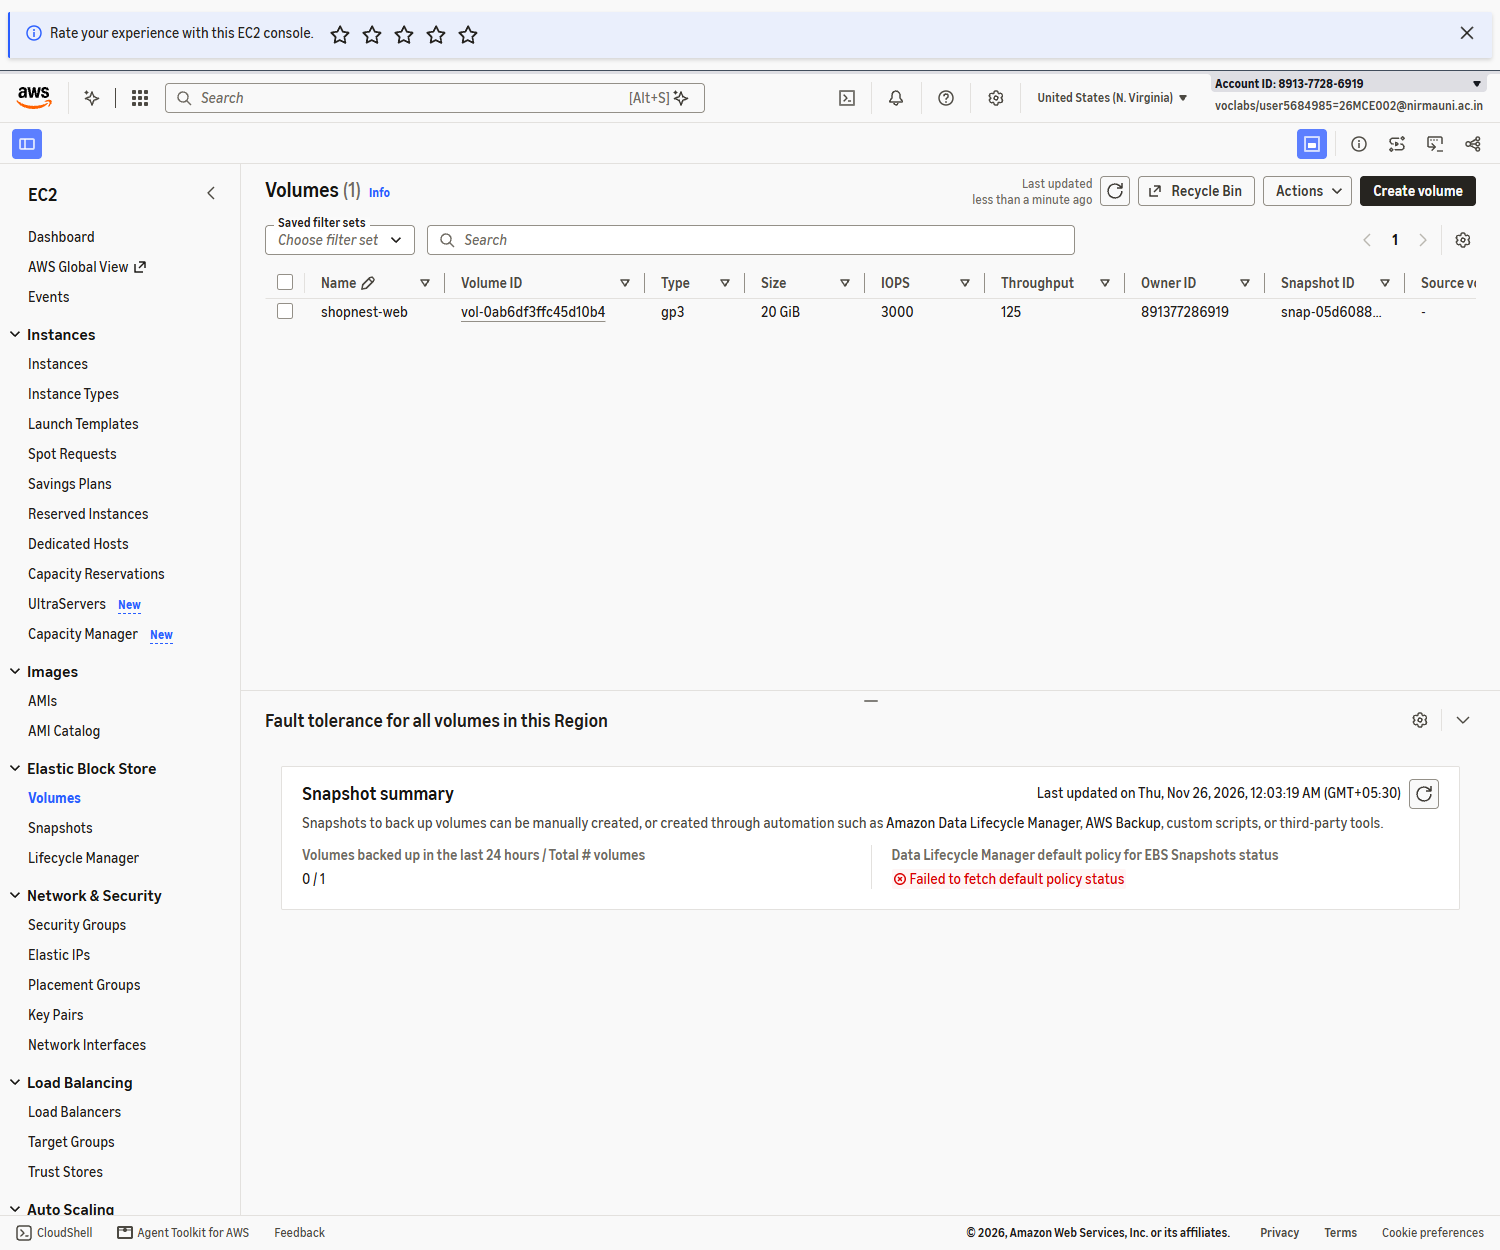 Rate your experience with this EC2 console.
aws
Search [Alt+S]
United States (N. Virginia)
Account ID: 8913-7728-6919
voclabs/user5684985=26MCE002@nirmauni.ac.in
EC2
Dashboard
AWS Global View
Events
Instances
Instances
Instance Types
Launch Templates
Spot Requests
Savings Plans
Reserved Instances
Dedicated Hosts
Capacity Reservations
UltraServers New
Capacity Manager New
Images
AMIs
AMI Catalog
Elastic Block Store
Volumes
Snapshots
Lifecycle Manager
Network & Security
Security Groups
Elastic IPs
Placement Groups
Key Pairs
Network Interfaces
Load Balancing
Load Balancers
Target Groups
Trust Stores
Auto Scaling
Volumes (1) Info
Last updated
less than a minute ago
Recycle Bin
Actions
Create volume
Saved filter sets
Choose filter set
Search
1
Name Volume ID Type Size IOPS Throughput Owner ID Snapshot ID Source vo
shopnest-web vol-0ab6df3ffc45d10b4 gp3 20 GiB 3000 125 891377286919 snap-05d6088... -
Fault tolerance for all volumes in this Region
Snapshot summary
Last updated on Thu, Nov 26, 2026, 12:03:19 AM (GMT+05:30)
Snapshots to back up volumes can be manually created, or created through automation such as Amazon Data Lifecycle Manager, AWS Backup, custom scripts, or third-party tools.
Volumes backed up in the last 24 hours / Total # volumes
0 / 1
Data Lifecycle Manager default policy for EBS Snapshots status
Failed to fetch default policy status
CloudShell
Agent Toolkit for AWS
Feedback
© 2026, Amazon Web Services, Inc. or its affiliates.
Privacy
Terms
Cookie preferences